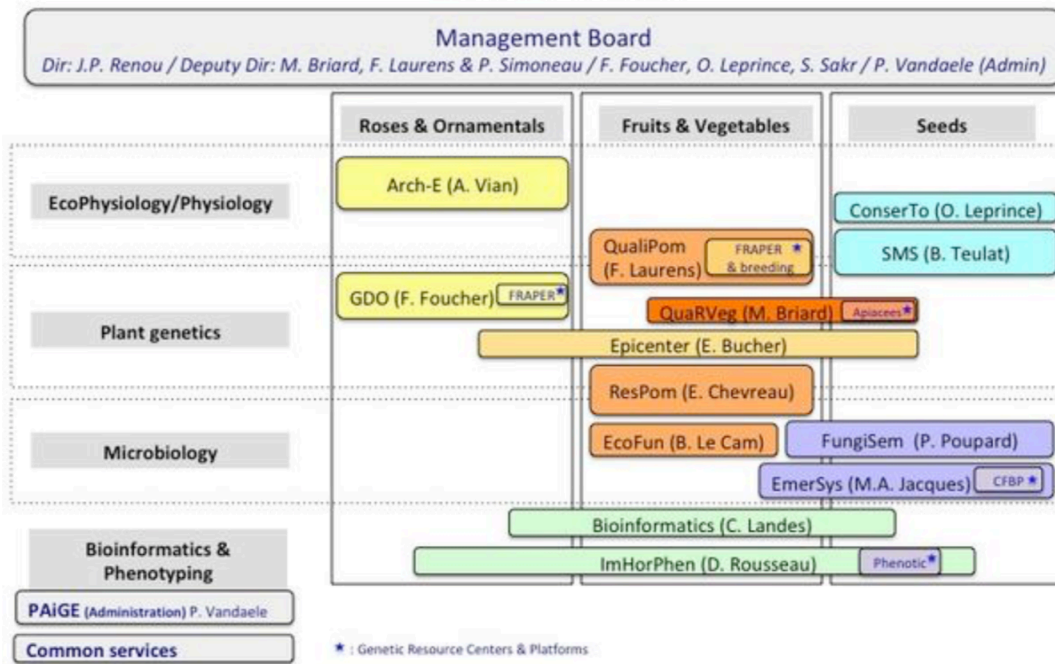 Management Board
Dir: J.P. Renou / Deputy Dir: M. Briard, F. Laurens & P. Simoneau / F. Foucher, O. Leprince, S. Sakr / P. Vandaele (Admin)
Roses & Ornamentals
Fruits & Vegetables
Seeds
EcoPhysiology/Physiology
Arch-E (A. Vian)
ConserTo (O. Leprince)
QualiPom
(F. Laurens)
FRAPER ★
& breeding
SMS (B. Teulat)
Plant genetics
GDO (F. Foucher)
FRAPER★
QuaRVeg (M. Briard)
Apiacees★
Epicenter (E. Bucher)
ResPom (E. Chevreau)
Microbiology
EcoFun (B. Le Cam)
FungiSem (P. Poupard)
EmerSys (M.A. Jacques)
CFBP ★
Bioinformatics &
Phenotyping
Bioinformatics (C. Landes)
ImHorPhen (D. Rousseau)
Phenotic★
PAiGE (Administration) P. Vandaele
Common services
★ : Genetic Resource Centers & Platforms